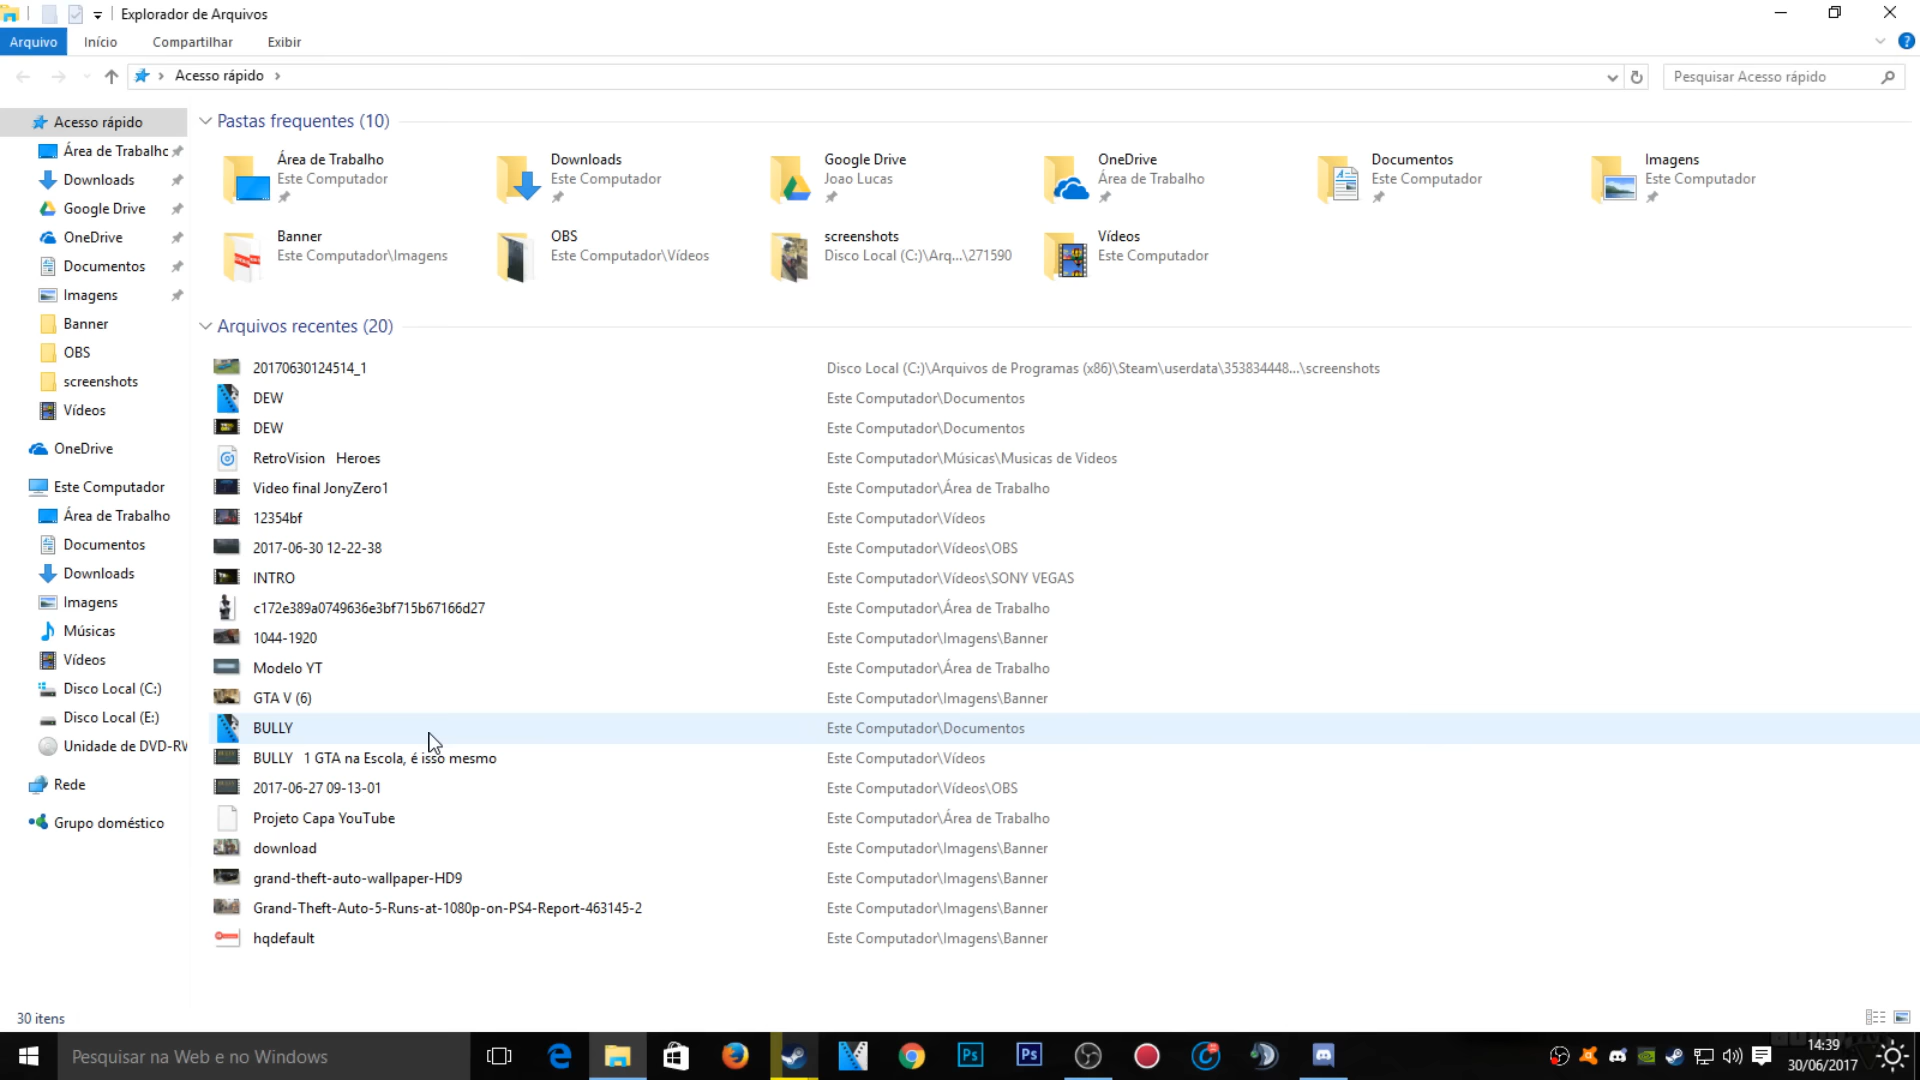 Explorador de Arquivos
Arquivo Início Compartilhar Exibir
Acesso rápido
Pesquisar Acesso rápido
Acesso rápido
Área de Trabalho
Downloads
Google Drive
OneDrive
Documentos
Imagens
Banner
OBS
screenshots
Vídeos
OneDrive
Este Computador
Área de Trabalho
Documentos
Downloads
Imagens
Músicas
Vídeos
Disco Local (C:)
Disco Local (E:)
Unidade de DVD-RW
Rede
Grupo doméstico
Pastas frequentes (10)
Área de Trabalho
Este Computador
Downloads
Este Computador
Google Drive
Joao Lucas
OneDrive
Área de Trabalho
Documentos
Este Computador
Imagens
Este Computador
Banner
Este Computador\Imagens
OBS
Este Computador\Vídeos
screenshots
Disco Local (C:)\Arq...\271590
Vídeos
Este Computador
Arquivos recentes (20)
20170630124514_1 Disco Local (C:)\Arquivos de Programas (x86)\Steam\userdata\353834448...\screenshots
DEW Este Computador\Documentos
DEW Este Computador\Documentos
RetroVision Heroes Este Computador\Músicas\Musicas de Videos
Video final JonyZero1 Este Computador\Área de Trabalho
12354bf Este Computador\Vídeos
2017-06-30 12-22-38 Este Computador\Vídeos\OBS
INTRO Este Computador\Vídeos\SONY VEGAS
c172e389a0749636e3bf715b67166d27 Este Computador\Área de Trabalho
1044-1920 Este Computador\Imagens\Banner
Modelo YT Este Computador\Área de Trabalho
GTA V (6) Este Computador\Imagens\Banner
BULLY Este Computador\Documentos
BULLY 1 GTA na Escola, é isso mesmo Este Computador\Vídeos
2017-06-27 09-13-01 Este Computador\Vídeos\OBS
Projeto Capa YouTube Este Computador\Área de Trabalho
download Este Computador\Imagens\Banner
grand-theft-auto-wallpaper-HD9 Este Computador\Imagens\Banner
Grand-Theft-Auto-5-Runs-at-1080p-on-PS4-Report-463145-2 Este Computador\Imagens\Banner
hqdefault Este Computador\Imagens\Banner
30 itens
Pesquisar na Web e no Windows
Ps
Ps
14:39
30/06/2017